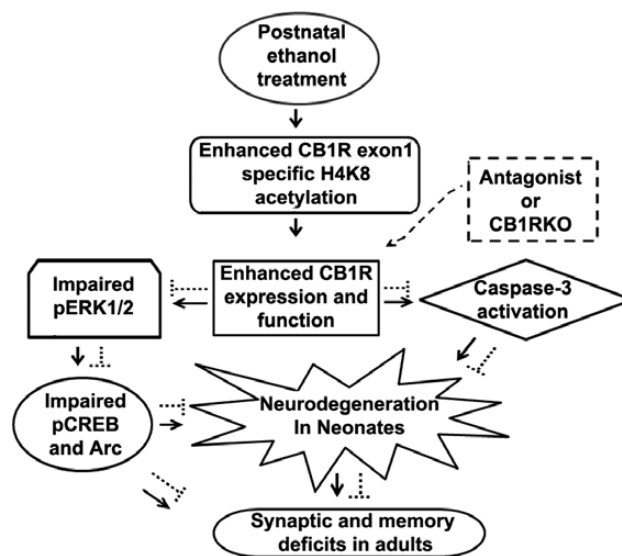 Postnatal
ethanol
treatment
Enhanced CB1R exon1
specific H4K8
acetylation
Antagonist
or
CB1RKO
Impaired
pERK1/2
Enhanced CB1R
expression and
function
Caspase-3
activation
Impaired
pCREB
and Arc
Neurodegeneration
In Neonates
Synaptic and memory
deficits in adults